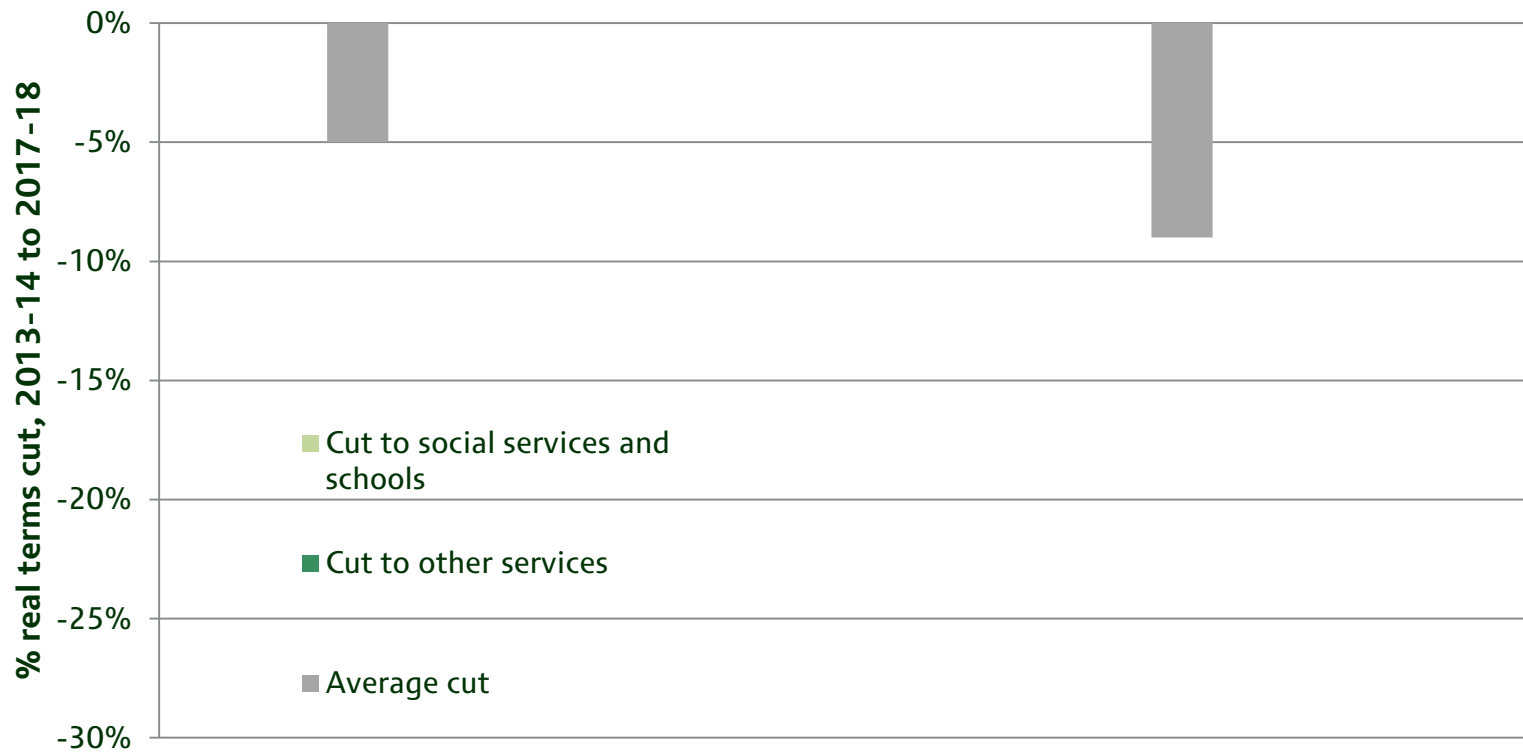 % real terms cut, 2013-14 to 2017-18
0%
-5%
-10%
-15%
-20%
-25%
-30%
Cut to social services and
schools
Cut to other services
Average cut